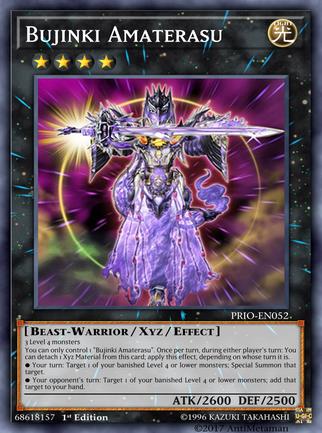 Bujinki Amaterasu
LIGHT
光
PRIO-EN052
[Beast-Warrior / Xyz / Effect]
3 Level 4 monsters
You can only control 1 "Bujinki Amaterasu". Once per turn, during either player's turn: You
can detach 1 Xyz Material from this card; apply this effect, depending on whose turn it is.
● Your turn: Target 1 of your banished Level 4 or lower monsters; Special Summon that
target.
● Your opponent's turn: Target 1 of your banished Level 4 or lower monsters; add that
target to your hand.
ATK/2600 DEF/2500
68618157 1st Edition ©1996 KAZUKI TAKAHASHI
©2017 AntiMetaman